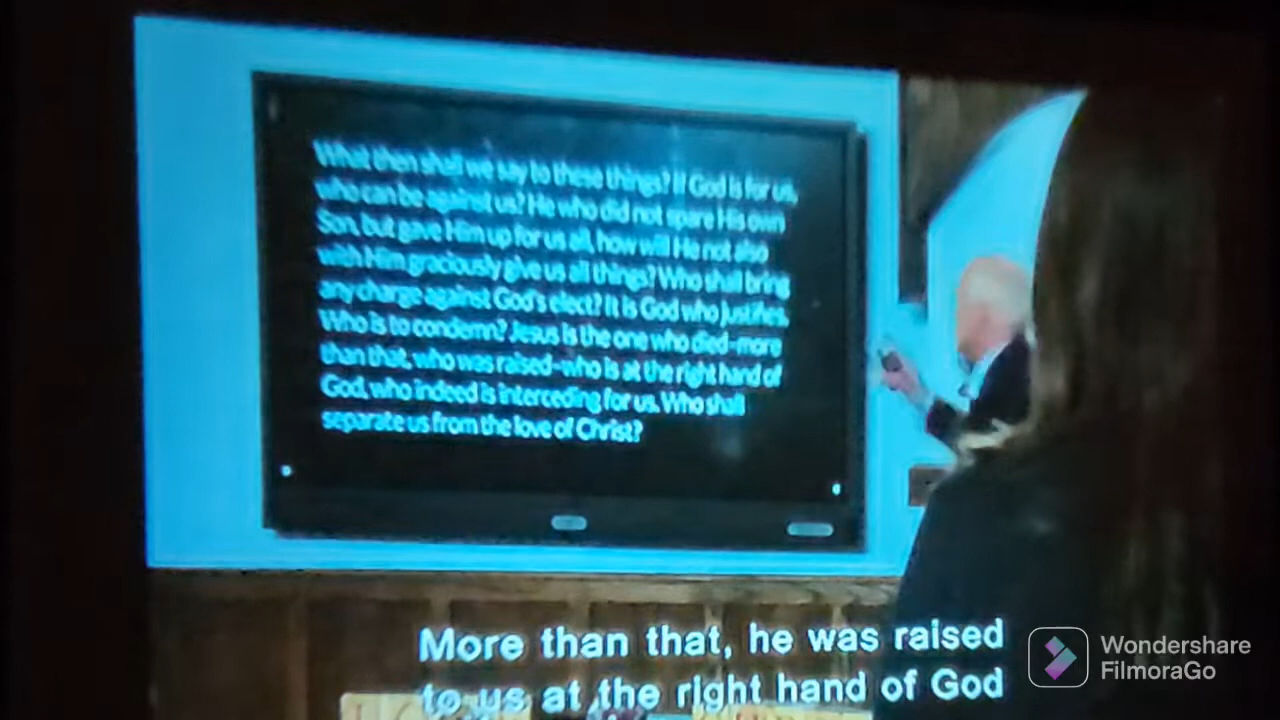 What then shall we say to these things? If God is for us,
who can be against us? He who did not spare His own
Son, but gave Him up for us all, how will He not also
with Him graciously give us all things? Who shall bring
any charge against God's elect? It is God who justifies.
Who is to condemn? Jesus is the one who died-more
than that, who was raised-who is at the right hand of
God, who indeed is interceding for us. Who shall
separate us from the love of Christ?
More than that, he was raised
to us at the right hand of God
Wondershare
FilmoraGo